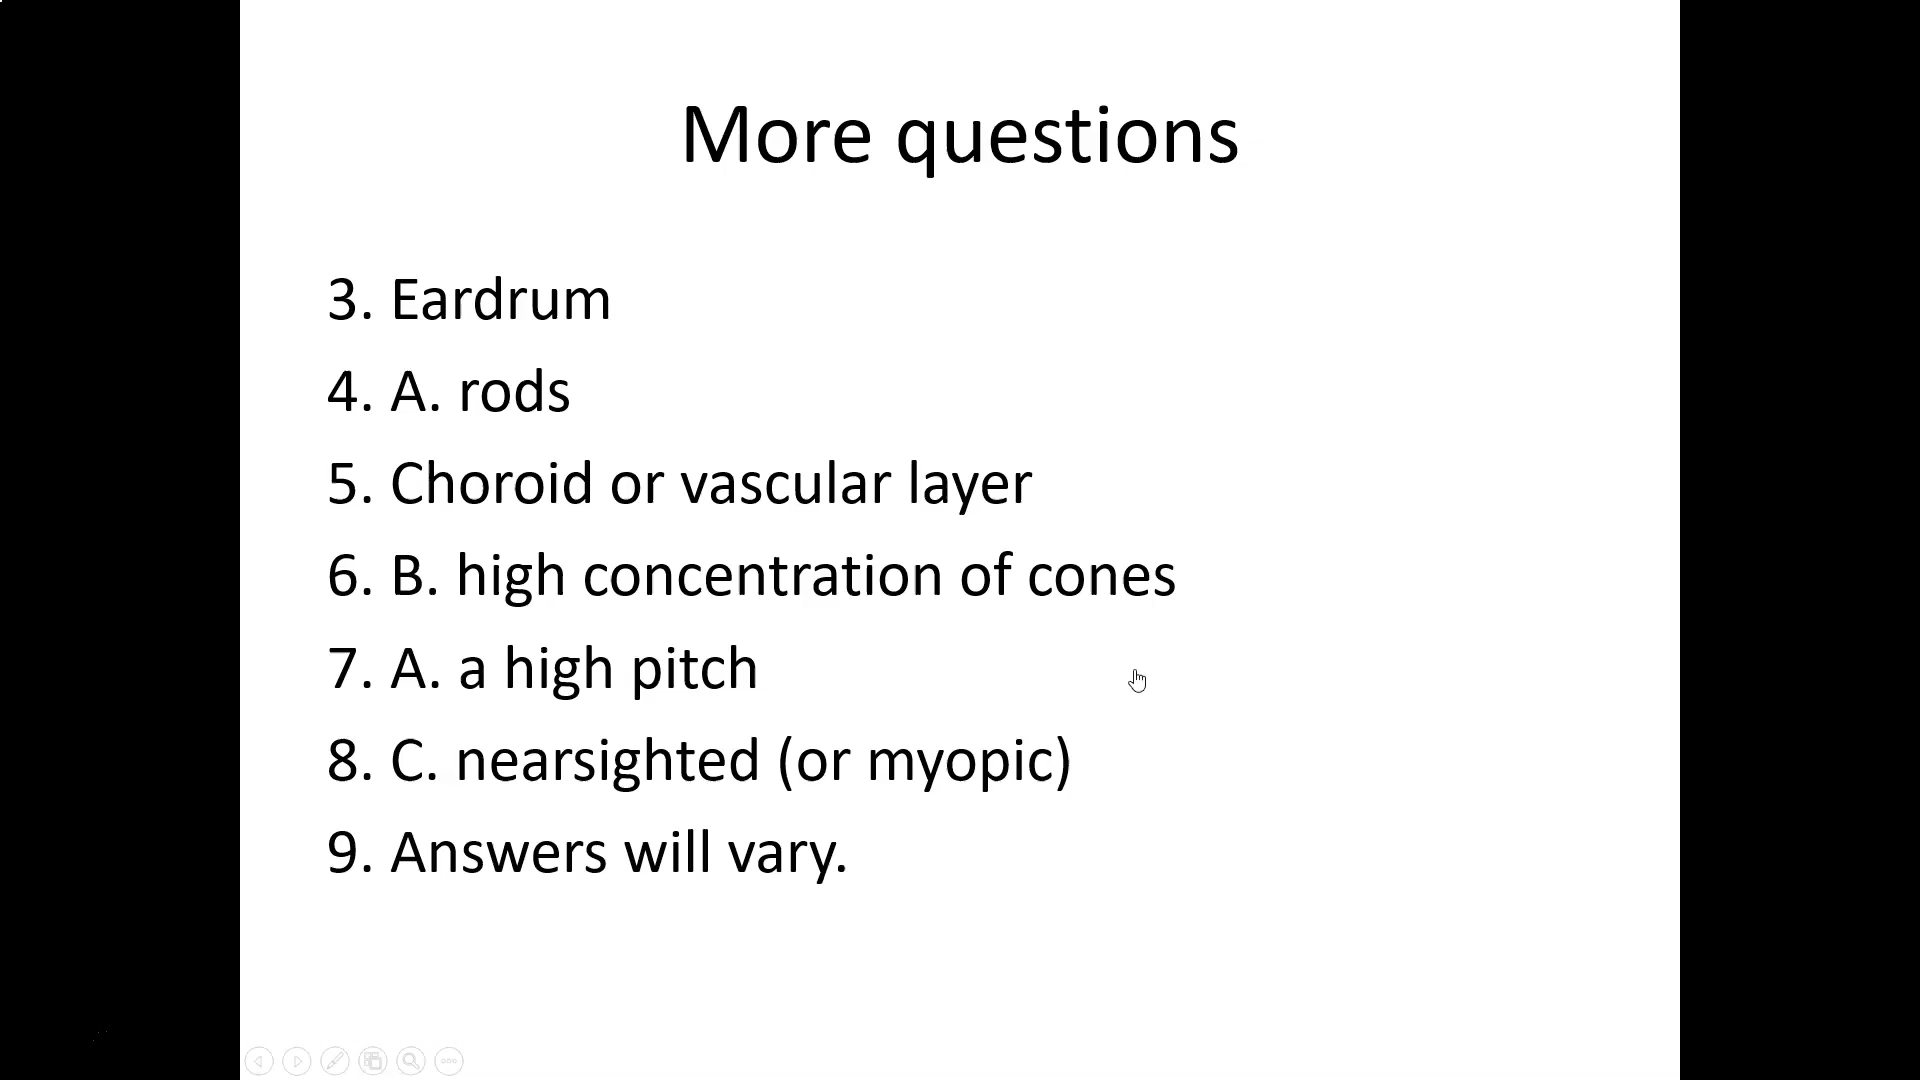 More questions
3. Eardrum
4. A. rods
5. Choroid or vascular layer
6. B. high concentration of cones
7. A. a high pitch
8. C. nearsighted (or myopic)
9. Answers will vary.